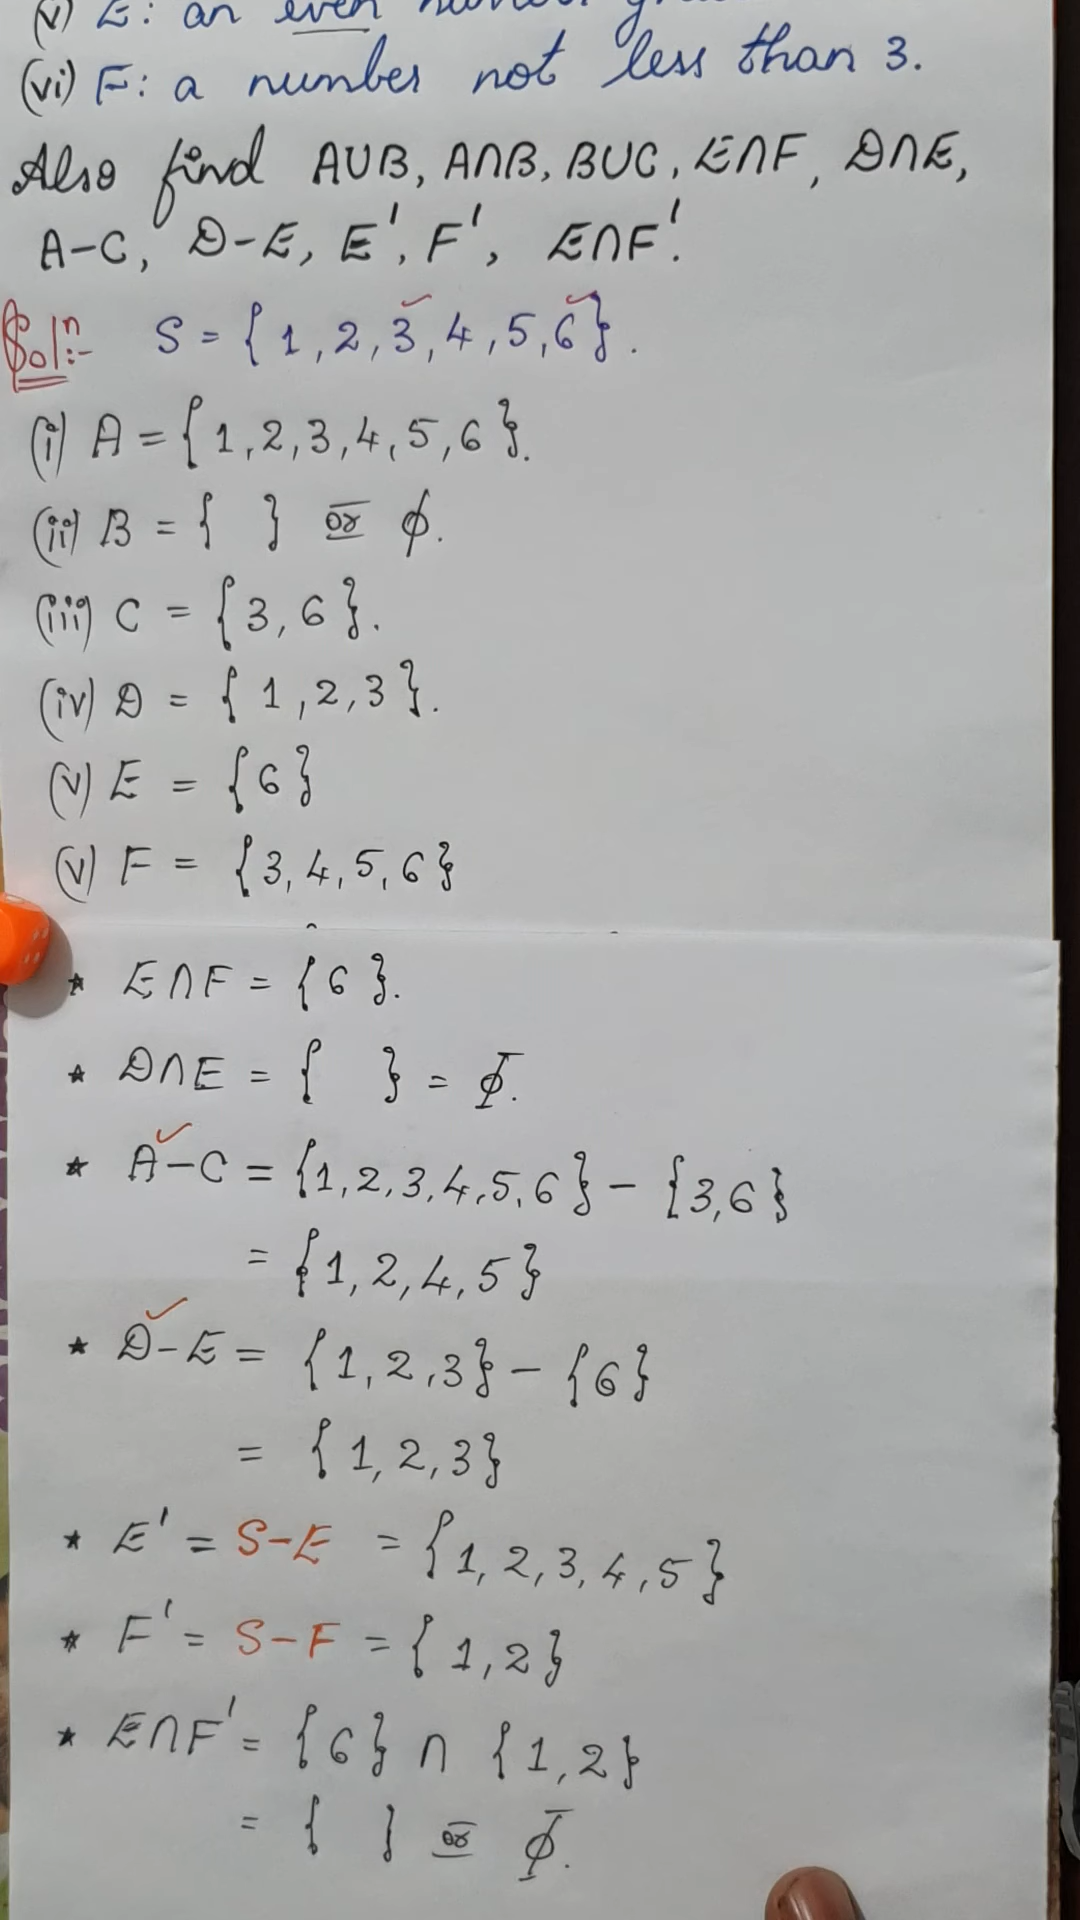 (v) E: an even number
(vi) F: a number not less than 3.
Also find A∪B, A∩B, B∪C, E∩F, D∩E,
A-C, D-E, E', F', E∩F'.
Solⁿ:- S = {1, 2, 3, 4, 5, 6}.
(i) A = {1, 2, 3, 4, 5, 6}.
(ii) B = { } or ϕ.
(iii) C = {3, 6}.
(iv) D = {1, 2, 3}.
(v) E = {6}
(v) F = {3, 4, 5, 6}
* E∩F = {6}.
* D∩E = { } = Φ.
* A-C = {1, 2, 3, 4, 5, 6} - {3, 6}
= {1, 2, 4, 5}
* D-E = {1, 2, 3} - {6}
= {1, 2, 3}
* E' = S-E = {1, 2, 3, 4, 5}
* F' = S-F = {1, 2}
* E∩F' = {6} ∩ {1, 2}
= { } or Φ.